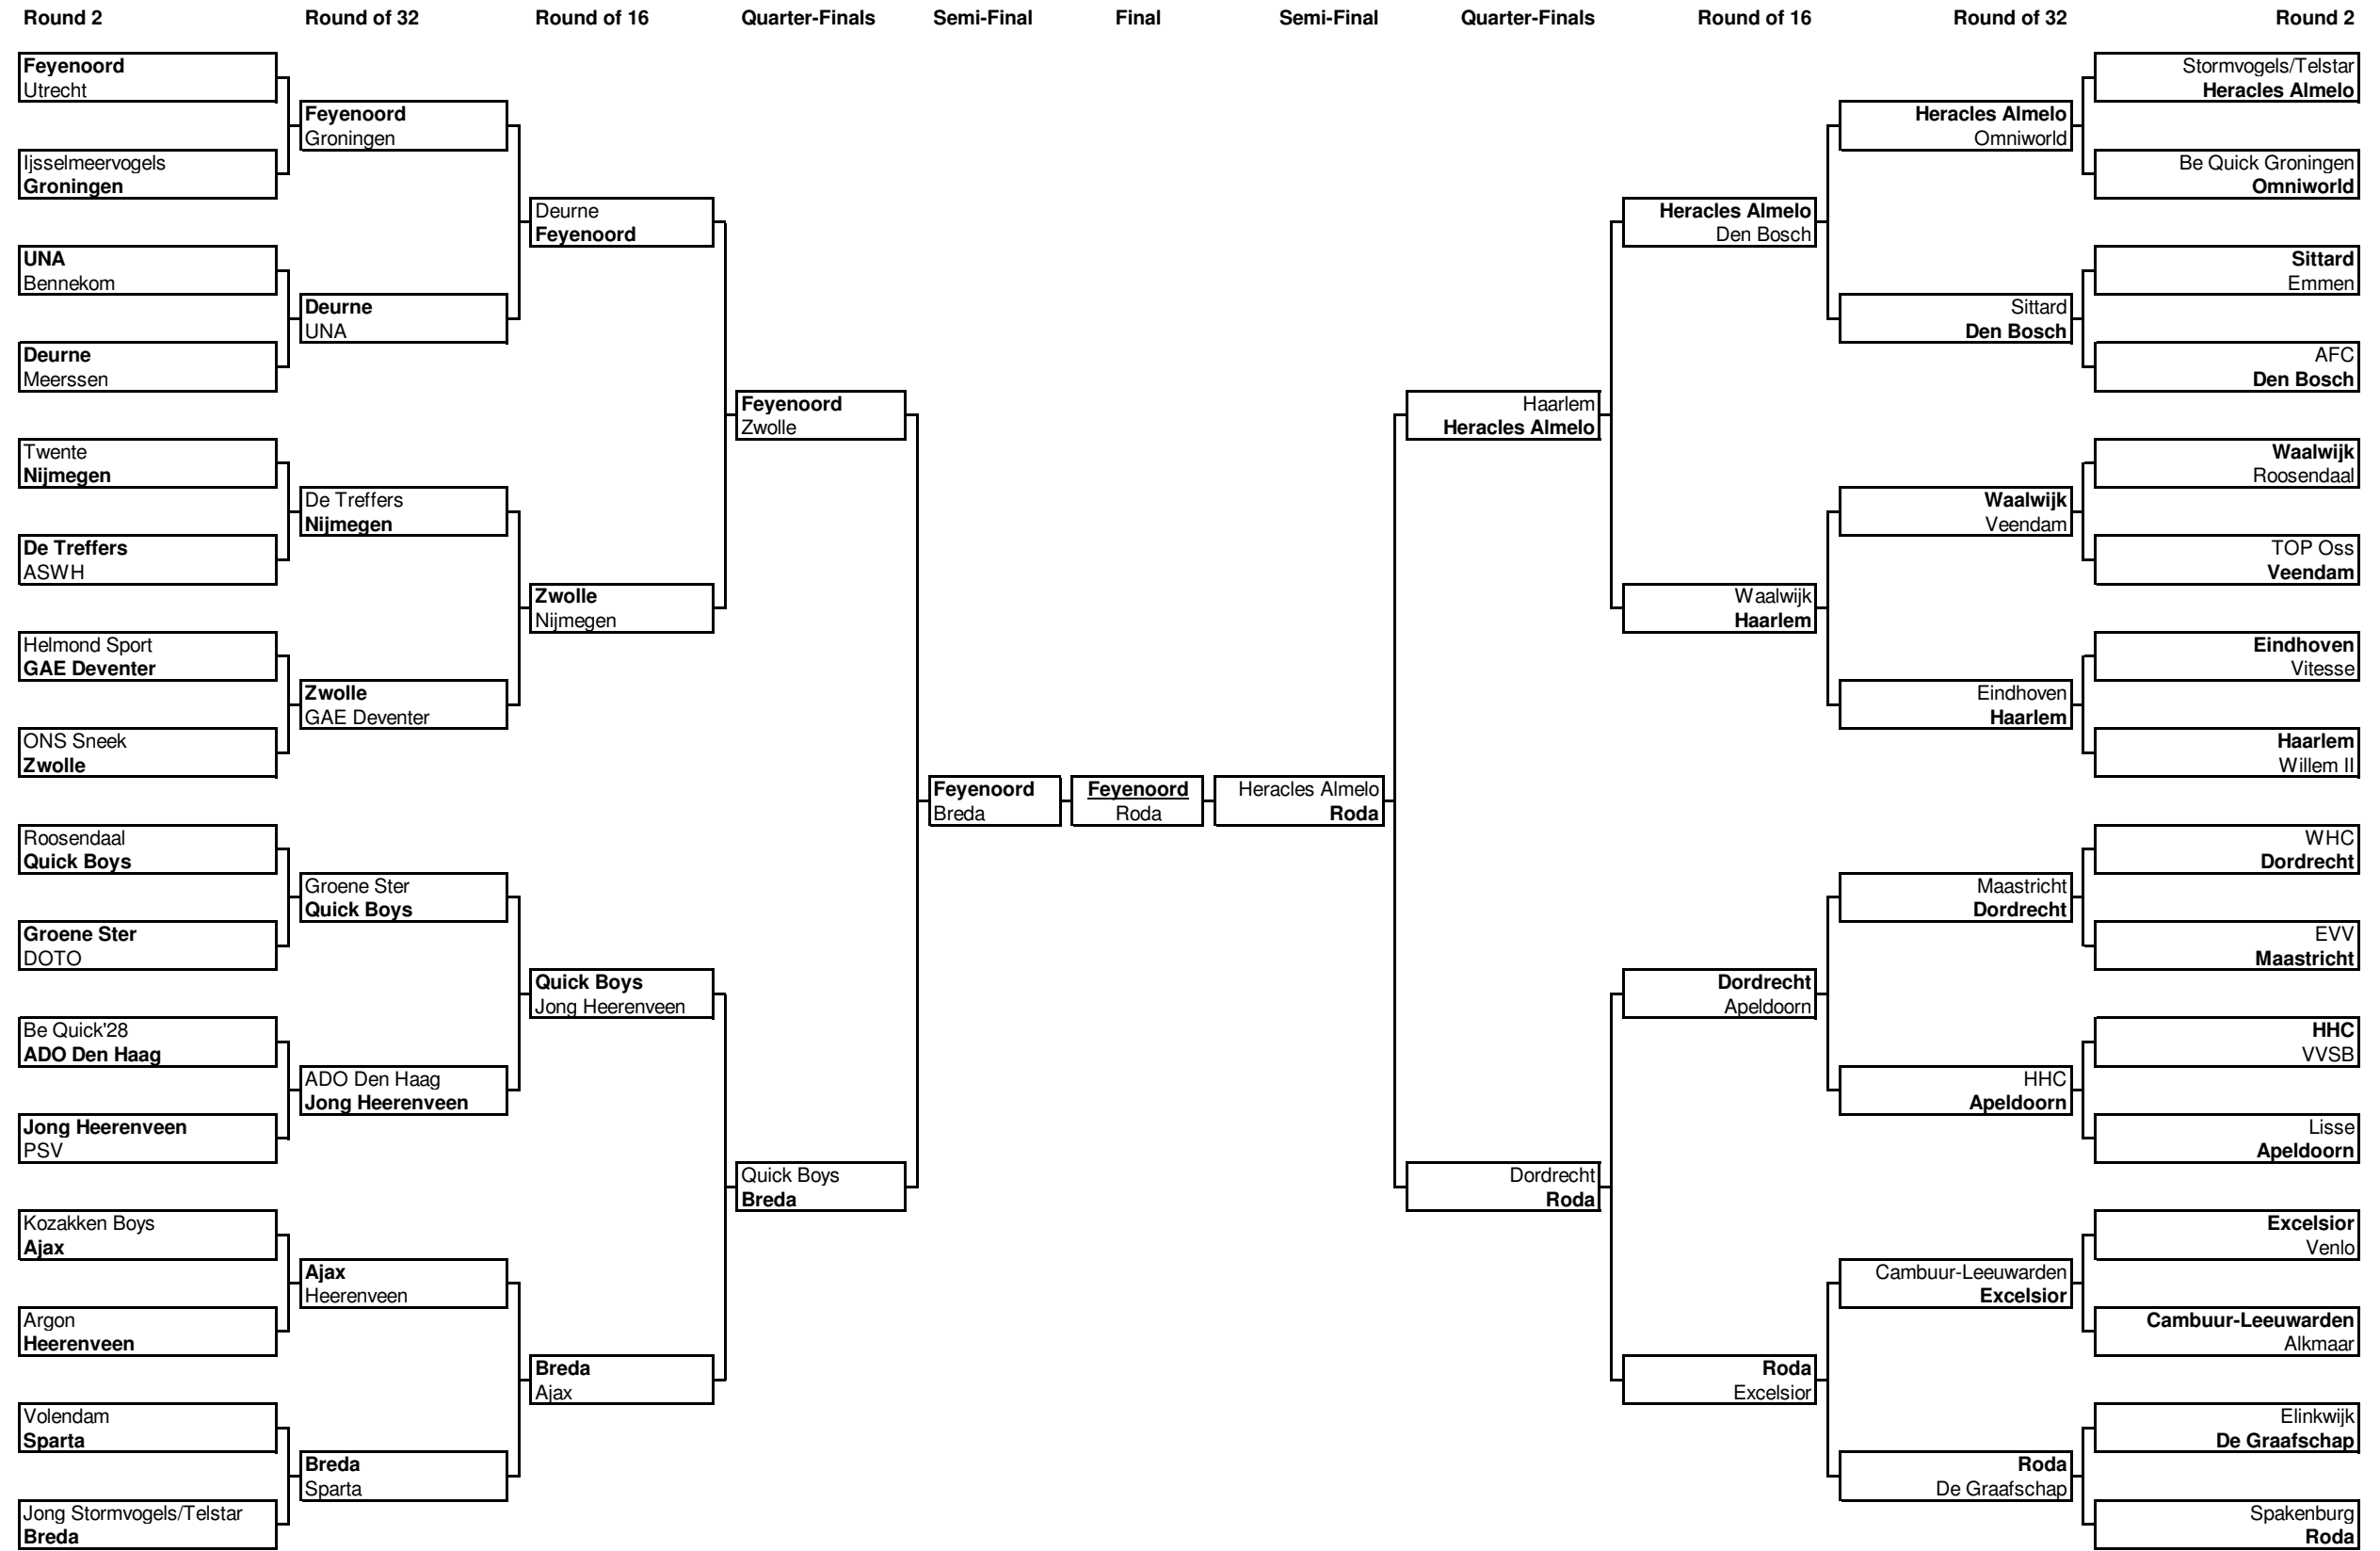 Round 2
Round of 32
Round of 16
Quarter-Finals
Semi-Final
Final
Semi-Final
Quarter-Finals
Round of 16
Round of 32
Round 2
Feyenoord
Utrecht
Ijsselmeervogels
Groningen
UNA
Bennekom
Deurne
Meerssen
Twente
Nijmegen
De Treffers
ASWH
Helmond Sport
GAE Deventer
ONS Sneek
Zwolle
Roosendaal
Quick Boys
Groene Ster
DOTO
Be Quick'28
ADO Den Haag
Jong Heerenveen
PSV
Kozakken Boys
Ajax
Argon
Heerenveen
Volendam
Sparta
Jong Stormvogels/Telstar
Breda
Feyenoord
Groningen
Deurne
UNA
De Treffers
Nijmegen
Zwolle
GAE Deventer
Groene Ster
Quick Boys
ADO Den Haag
Jong Heerenveen
Ajax
Heerenveen
Breda
Sparta
Deurne
Feyenoord
Zwolle
Nijmegen
Quick Boys
Jong Heerenveen
Breda
Ajax
Feyenoord
Zwolle
Quick Boys
Breda
Feyenoord
Breda
Feyenoord
Roda
Heracles Almelo
Roda
Haarlem
Heracles Almelo
Dordrecht
Roda
Heracles Almelo
Den Bosch
Waalwijk
Haarlem
Dordrecht
Apeldoorn
Roda
Excelsior
Heracles Almelo
Omniworld
Sittard
Den Bosch
Waalwijk
Veendam
Eindhoven
Haarlem
Maastricht
Dordrecht
HHC
Apeldoorn
Cambuur-Leeuwarden
Excelsior
Roda
De Graafschap
Stormvogels/Telstar
Heracles Almelo
Be Quick Groningen
Omniworld
Sittard
Emmen
AFC
Den Bosch
Waalwijk
Roosendaal
TOP Oss
Veendam
Eindhoven
Vitesse
Haarlem
Willem II
WHC
Dordrecht
EVV
Maastricht
HHC
VVSB
Lisse
Apeldoorn
Excelsior
Venlo
Cambuur-Leeuwarden
Alkmaar
Elinkwijk
De Graafschap
Spakenburg
Roda